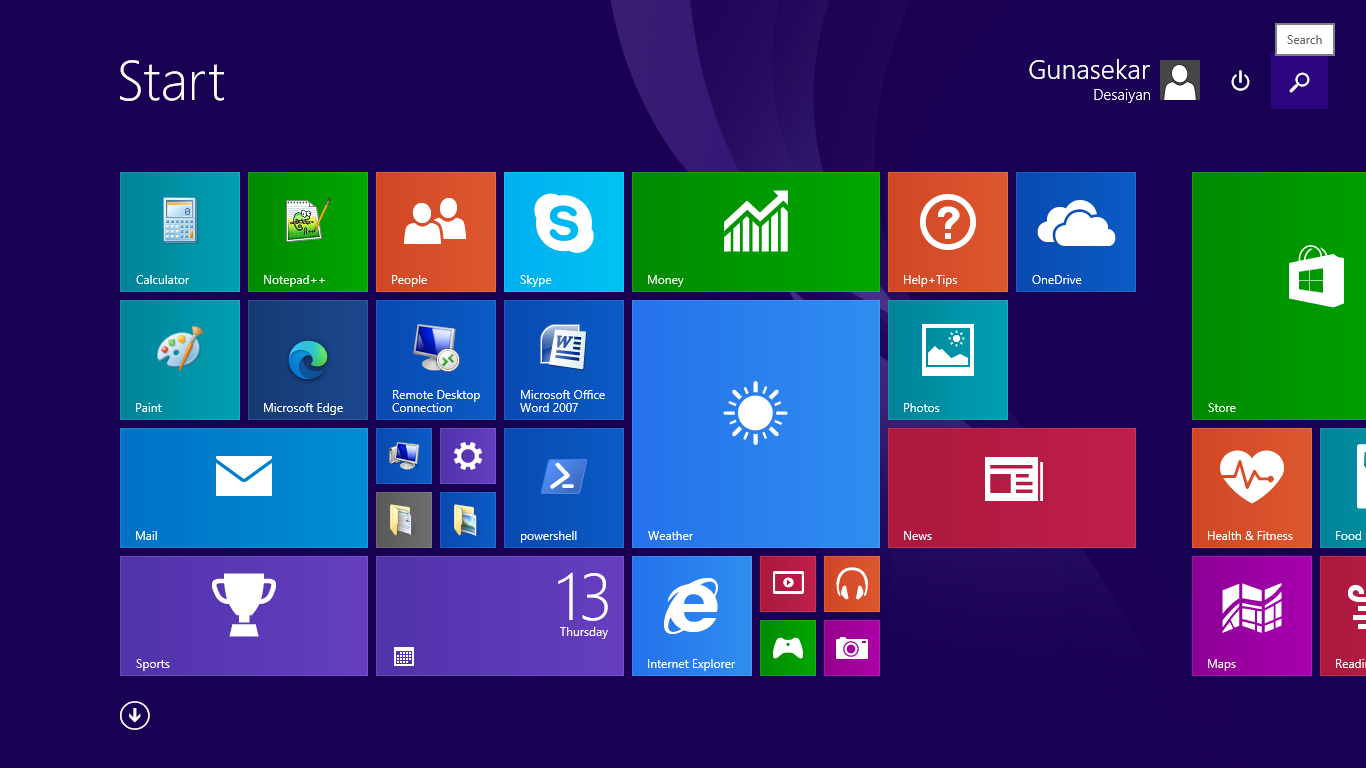 Search
Start
Gunasekar
Desaiyan
Calculator
Notepad++
People
Skype
Money
Help+Tips
OneDrive
Paint
Microsoft Edge
Remote Desktop
Connection
Microsoft Office
Word 2007
Photos
Store
Mail
powershell
Weather
News
Health & Fitness
Food
Sports
13
Thursday
Internet Explorer
Maps
Readi